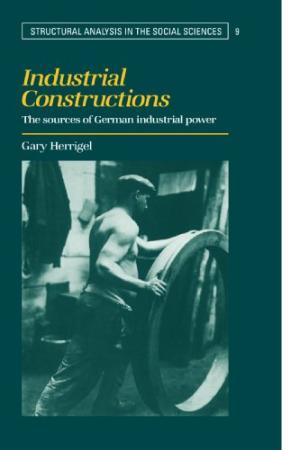 STRUCTURAL ANALYSIS IN THE SOCIAL SCIENCES 9
Industrial
Constructions
The sources of German industrial power
Gary Herrigel